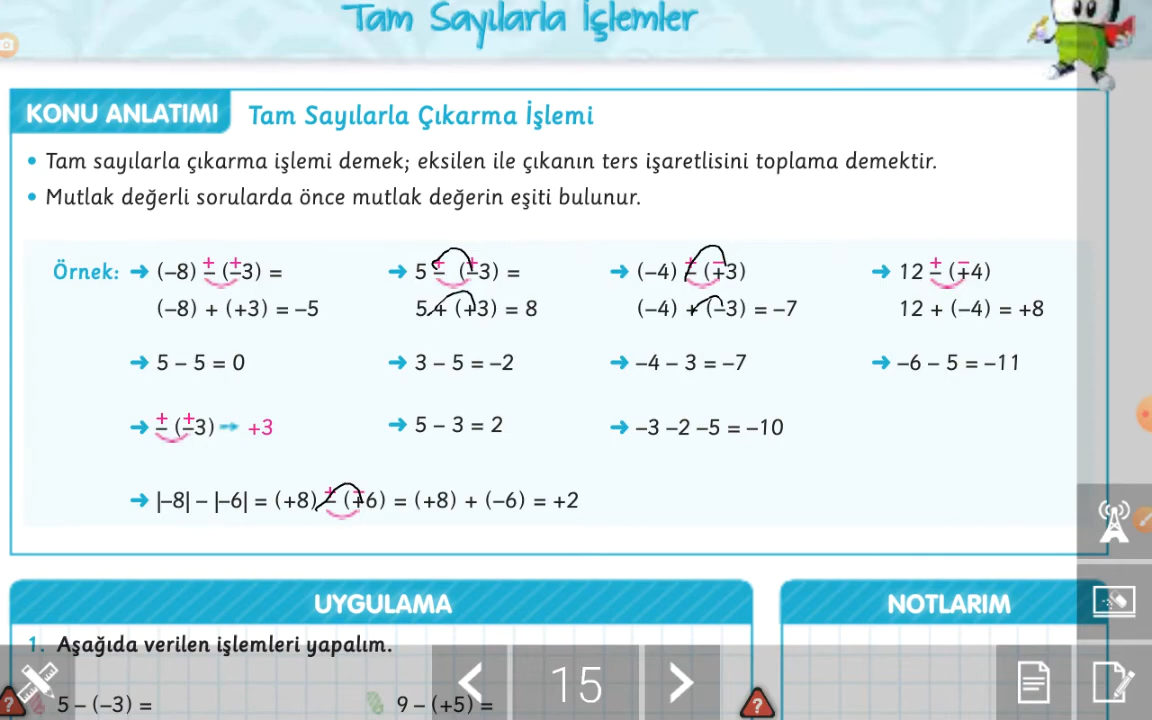 Tam Sayılarla İşlemler
KONU ANLATIMI Tam Sayılarla Çıkarma İşlemi
• Tam sayılarla çıkarma işlemi demek; eksilen ile çıkanın ters işaretlisini toplama demektir.
• Mutlak değerli sorularda önce mutlak değerin eşiti bulunur.
Örnek: → (–8) – (–3) = → 5 – (–3) = → (–4) – (+3) → 12 – (+4)
(–8) + (+3) = –5 5 + (+3) = 8 (–4) + (–3) = –7 12 + (–4) = +8
→ 5 – 5 = 0 → 3 – 5 = –2 → –4 – 3 = –7 → –6 – 5 = –11
→ – (–3) → +3 → 5 – 3 = 2 → –3 –2 –5 = –10
→ |–8| – |–6| = (+8) – (+6) = (+8) + (–6) = +2
UYGULAMA NOTLARIM
1. Aşağıda verilen işlemleri yapalım.
15
5 – (–3) = 9 – (+5) =